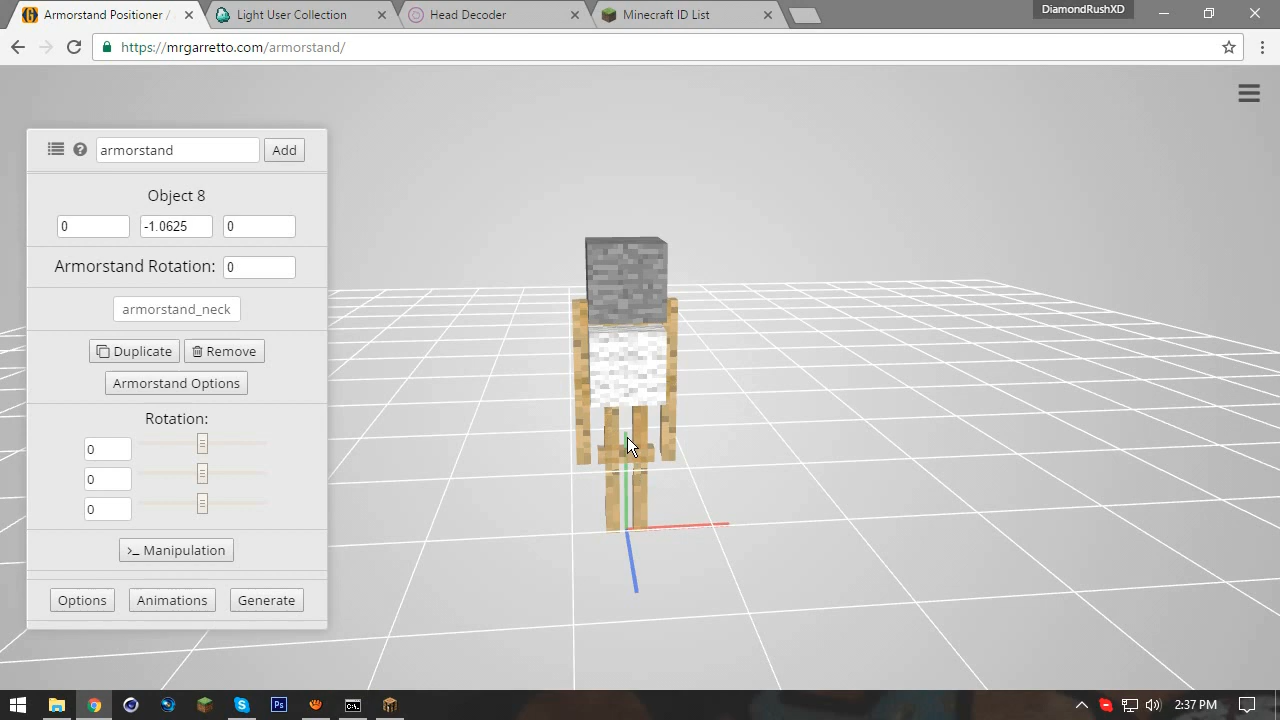 Armorstand Positioner /
Light User Collection
Head Decoder
Minecraft ID List
DiamondRushXD
https://mrgarretto.com/armorstand/
armorstand
Add
Object 8
0
-1.0625
0
Armorstand Rotation:
0
armorstand_neck
Duplicate
Remove
Armorstand Options
Rotation:
0
0
0
>_ Manipulation
Options
Animations
Generate
2:37 PM